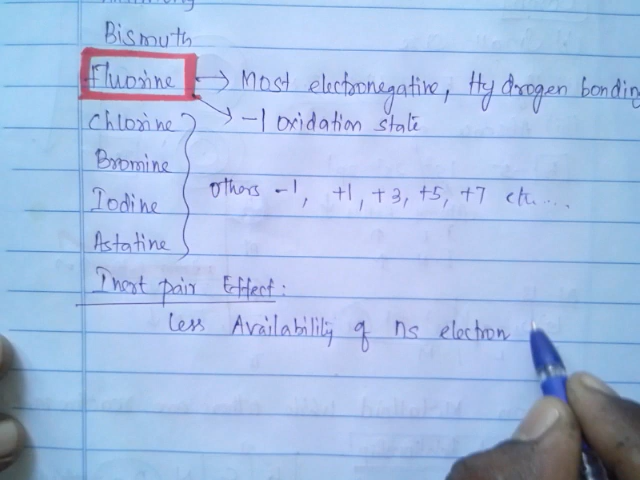 Bismuth
Fluorine → Most electronegative, Hydrogen bonding
→ -1 oxidation state
Chlorine
Bromine
Iodine
others -1, +1, +3, +5, +7 etc....
Astatine
Inert pair Effect:
Less Availability of ns electron